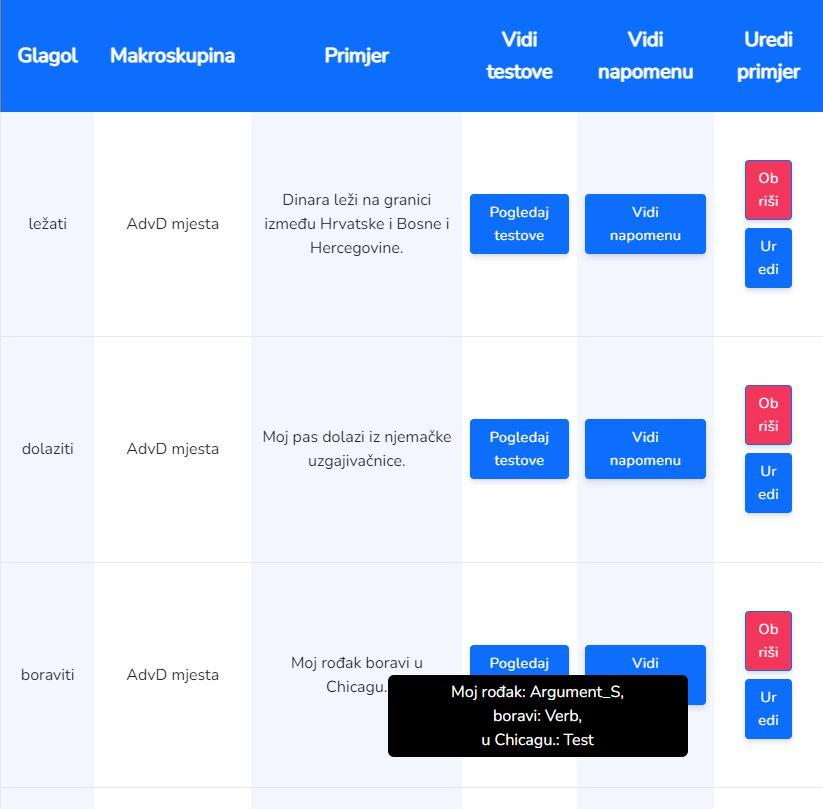 Glagol
Makroskupina
Primjer
Vidi
testove
Vidi
napomenu
Uredi
primjer
ležati
AdvD mjesta
Dinara leži na granici
između Hrvatske i Bosne i
Hercegovine.
Pogledaj
testove
Vidi
napomenu
Ob
riši
Ur
edi
dolaziti
AdvD mjesta
Moj pas dolazi iz njemačke
uzgajivačnice.
Pogledaj
testove
Vidi
napomenu
Ob
riši
Ur
edi
boraviti
AdvD mjesta
Moj rođak boravi u
Chicagu.
Pogledaj
Vidi
Ob
riši
Ur
edi
Moj rođak: Argument_S,
boravi: Verb,
u Chicagu.: Test